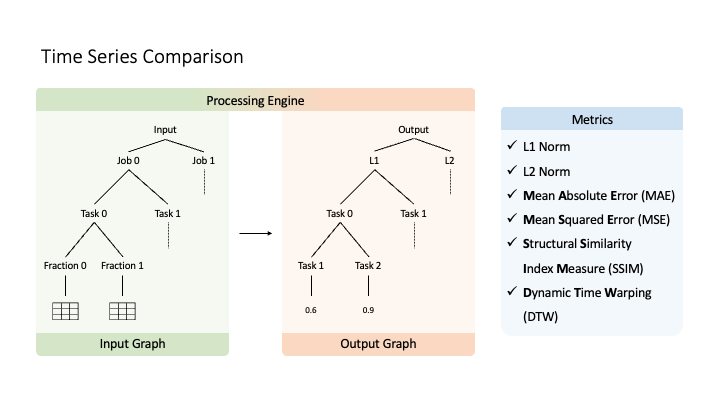 Time Series Comparison
Processing Engine
Input
Job 0
Job 1
Task 0
Task 1
Fraction 0
Fraction 1
Input Graph
Output
L1
L2
Task 0
Task 1
Task 1
Task 2
0.6
0.9
Output Graph
Metrics
✓ L1 Norm
✓ L2 Norm
✓ Mean Absolute Error (MAE)
✓ Mean Squared Error (MSE)
✓ Structural Similarity
Index Measure (SSIM)
✓ Dynamic Time Warping
(DTW)